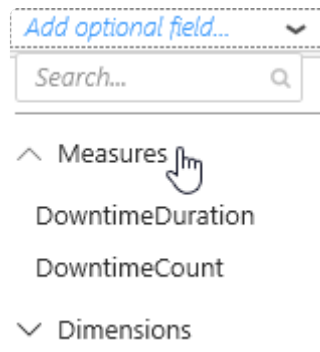 Add optional field...
Search...
Measures
DowntimeDuration
DowntimeCount
Dimensions